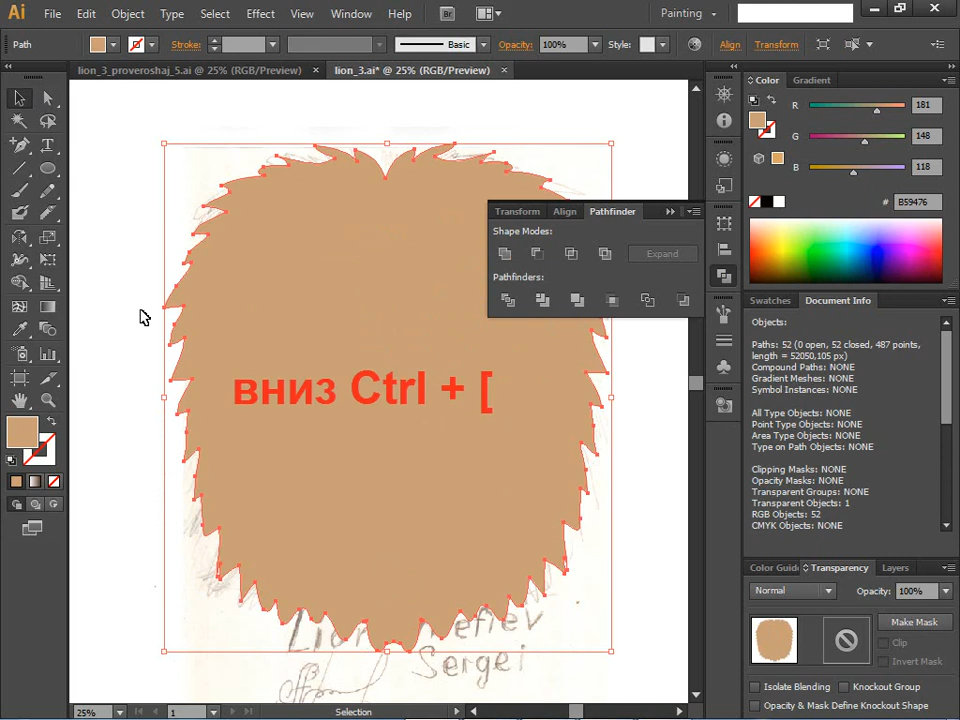 Ai File Edit Object Type Select Effect View Window Help Br Painting
Path Stroke: Basic Opacity: 100% Style: Align Transform
lion_3_proveroshaj_5.ai @ 25% (RGB/Preview) × lion_3.ai* @ 25% (RGB/Preview) ×
Color Gradient
R 181
G 148
B 118
# B59476
Transform Align Pathfinder
Shape Modes:
Expand
Pathfinders:
Swatches Document Info
Objects:
Paths: 52 (0 open, 52 closed, 487 points,
length = 52050,105 px)
Compound Paths: NONE
Gradient Meshes: NONE
Symbol Instances: NONE
All Type Objects: NONE
Point Type Objects: NONE
Area Type Objects: NONE
Type on Path Objects: NONE
Clipping Masks: NONE
Opacity Masks: NONE
Transparent Groups: NONE
Transparent Objects: 1
RGB Objects: 52
CMYK Objects: NONE
вниз Ctrl + [
Sergei
Color Guide Transparency Layers
Normal Opacity: 100%
Make Mask
Clip
Invert Mask
Isolate Blending Knockout Group
Opacity & Mask Define Knockout Shape
25% 1 Selection